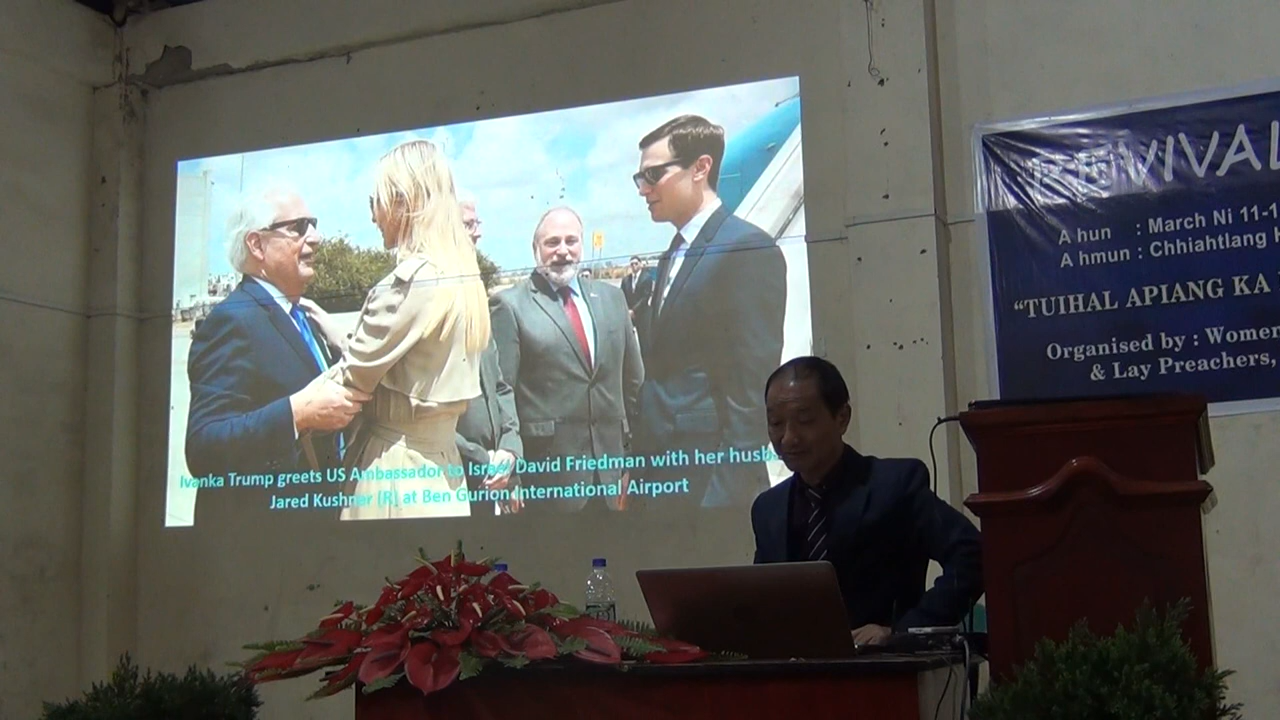 Ivanka Trump greets US Ambassador to Israel David Friedman with her
Jared Kushner (R) at Ben Gurion International Airport
REVIVAL
A hun : March Ni 11-1
A hmun : Chhiahtlang
"TUIHAL APIANG KA
Organised by : Women
& Lay Preachers,